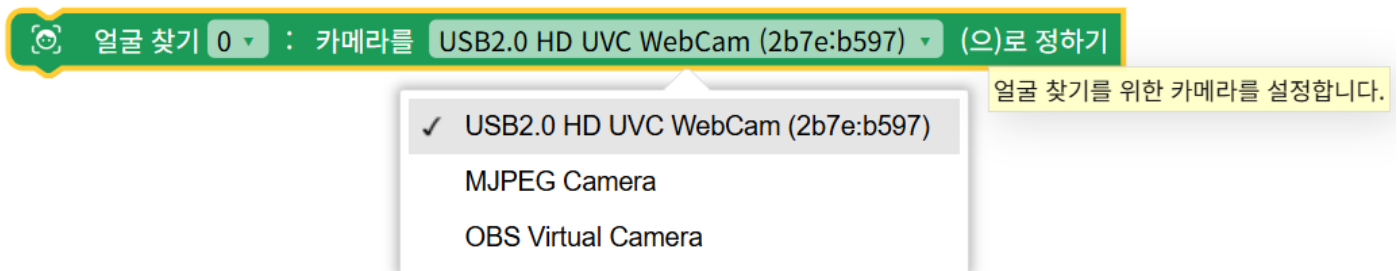 얼굴 찾기 0 : 카메라를 USB2.0 HD UVC WebCam (2b7e:b597) (으)로 정하기
얼굴 찾기를 위한 카메라를 설정합니다.
✓ USB2.0 HD UVC WebCam (2b7e:b597)
MJPEG Camera
OBS Virtual Camera